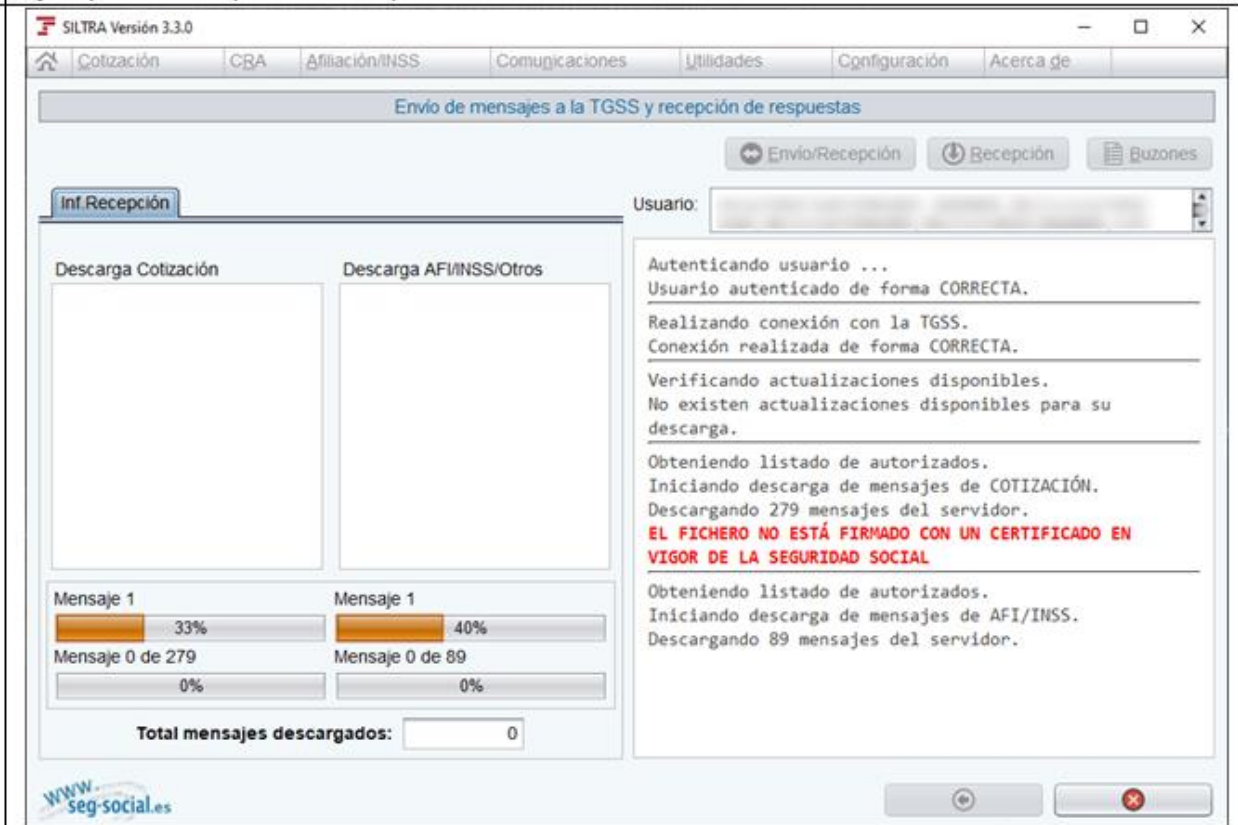 SILTRA Versión 3.3.0
Cotización CRA Afiliación/INSS Comunicaciones Utilidades Configuración Acerca de
Envío de mensajes a la TGSS y recepción de respuestas
Envío/Recepción Recepción Buzones
Inf.Recepción
Usuario:
Descarga Cotización Descarga AFI/INSS/Otros
Autenticando usuario ...
Usuario autenticado de forma CORRECTA.
Realizando conexión con la TGSS.
Conexión realizada de forma CORRECTA.
Verificando actualizaciones disponibles.
No existen actualizaciones disponibles para su
descarga.
Obteniendo listado de autorizados.
Iniciando descarga de mensajes de COTIZACIÓN.
Descargando 279 mensajes del servidor.
EL FICHERO NO ESTÁ FIRMADO CON UN CERTIFICADO EN
VIGOR DE LA SEGURIDAD SOCIAL
Obteniendo listado de autorizados.
Iniciando descarga de mensajes de AFI/INSS.
Descargando 89 mensajes del servidor.
Mensaje 1 Mensaje 1
33% 40%
Mensaje 0 de 279 Mensaje 0 de 89
0% 0%
Total mensajes descargados: 0
www.
seg-social.es